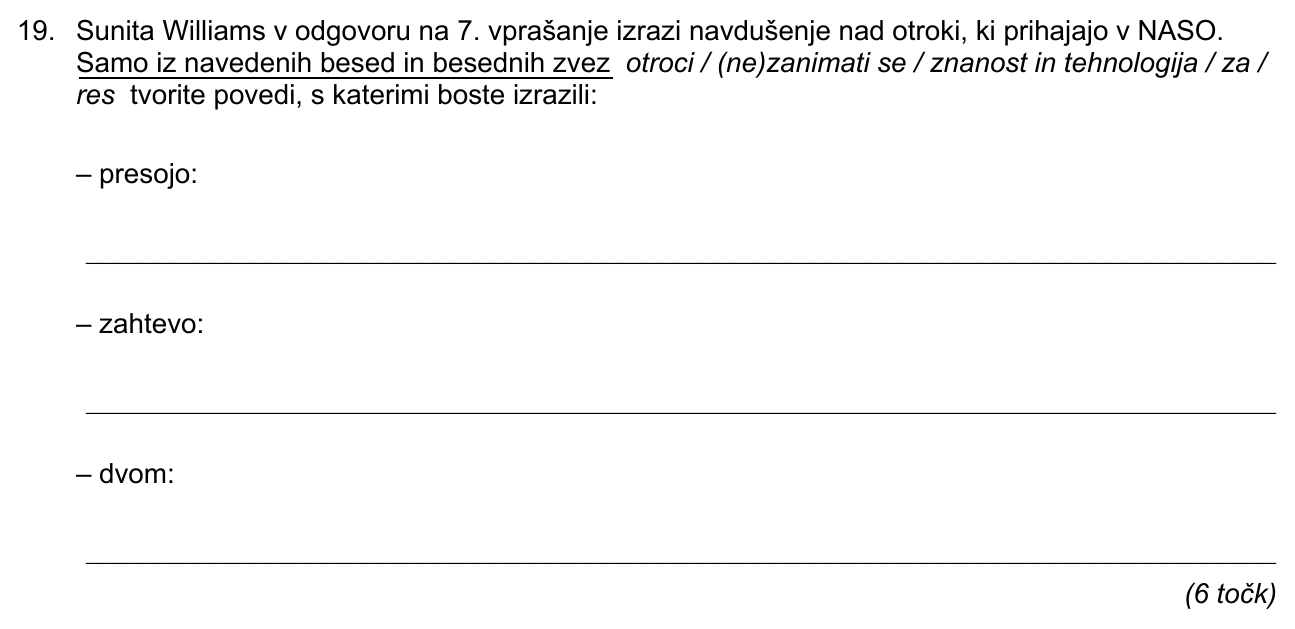 19. Sunita Williams v odgovoru na 7. vprašanje izrazi navdušenje nad otroki, ki prihajajo v NASO.
Samo iz navedenih besed in besednih zvez otroci / (ne)zanimati se / znanost in tehnologija / za /
res tvorite povedi, s katerimi boste izrazili:
– presojo:
– zahtevo:
– dvom:
(6 točk)